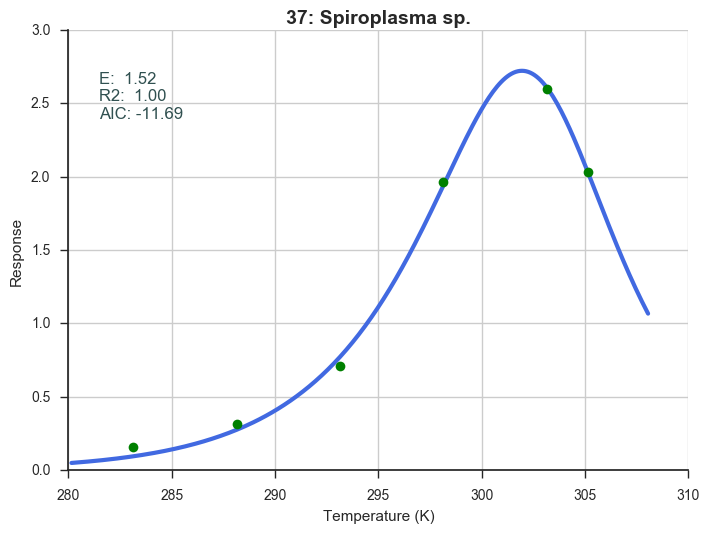 37: Spiroplasma sp.
E:  1.52
R2:  1.00
AIC: -11.69
Response
3.0
2.5
2.0
1.5
1.0
0.5
0.0
280 285 290 295 300 305 310
Temperature (K)